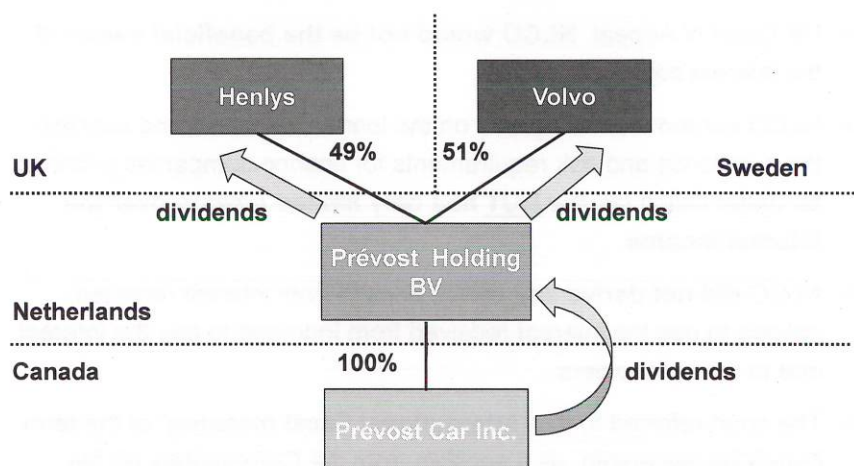 Henlys
Volvo
49%
51%
UK
Sweden
dividends
dividends
Prévost Holding
BV
Netherlands
100%
Canada
dividends
Prévost Car Inc.